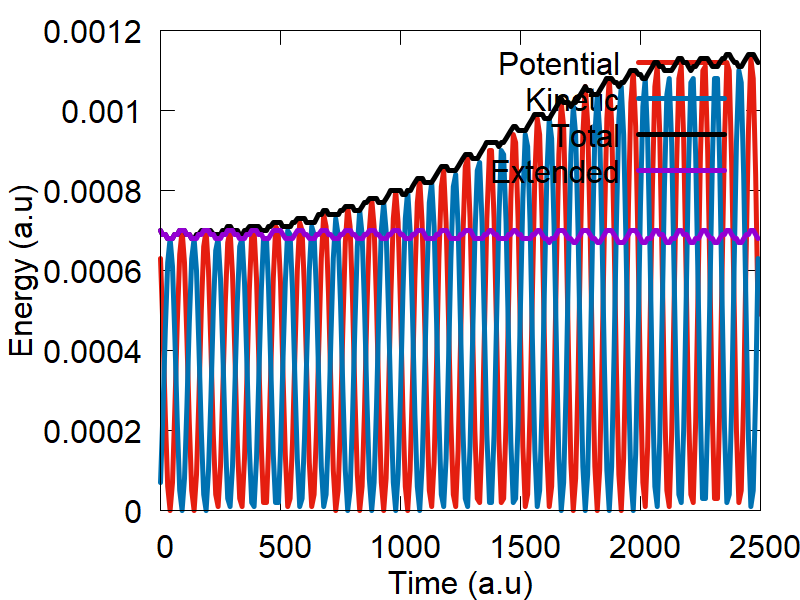 0.0012
0.001
0.0008
0.0006
0.0004
0.0002
0
Energy (a.u)
Potential
Kinetic
Total
Extended
0 500 1000 1500 2000 2500
Time (a.u)